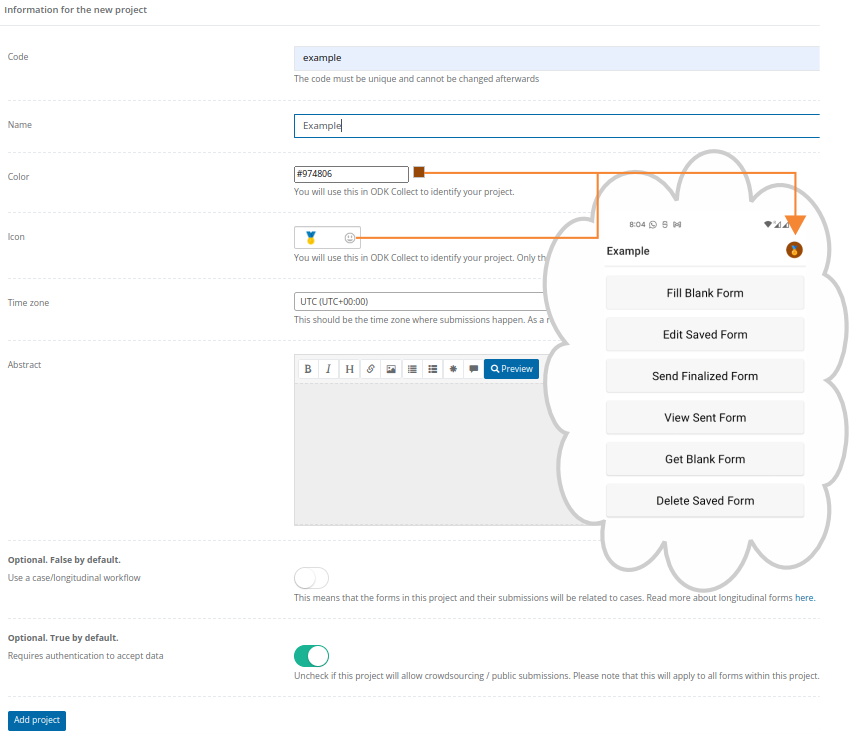 Information for the new project
Code
example
The code must be unique and cannot be changed afterwards
Name
Example
Color
#974806
You will use this in ODK Collect to identify your project.
Icon
You will use this in ODK Collect to identify your project. Only th
Time zone
UTC (UTC+00:00)
This should be the time zone where submissions happen. As a
Abstract
B I H
Preview
8:04
Example
Fill Blank Form
Edit Saved Form
Send Finalized Form
View Sent Form
Get Blank Form
Delete Saved Form
Optional. False by default.
Use a case/longitudinal workflow
This means that the forms in this project and their submissions will be related to cases. Read more about longitudinal forms here.
Optional. True by default.
Requires authentication to accept data
Uncheck if this project will allow crowdsourcing / public submissions. Please note that this will apply to all forms within this project.
Add project